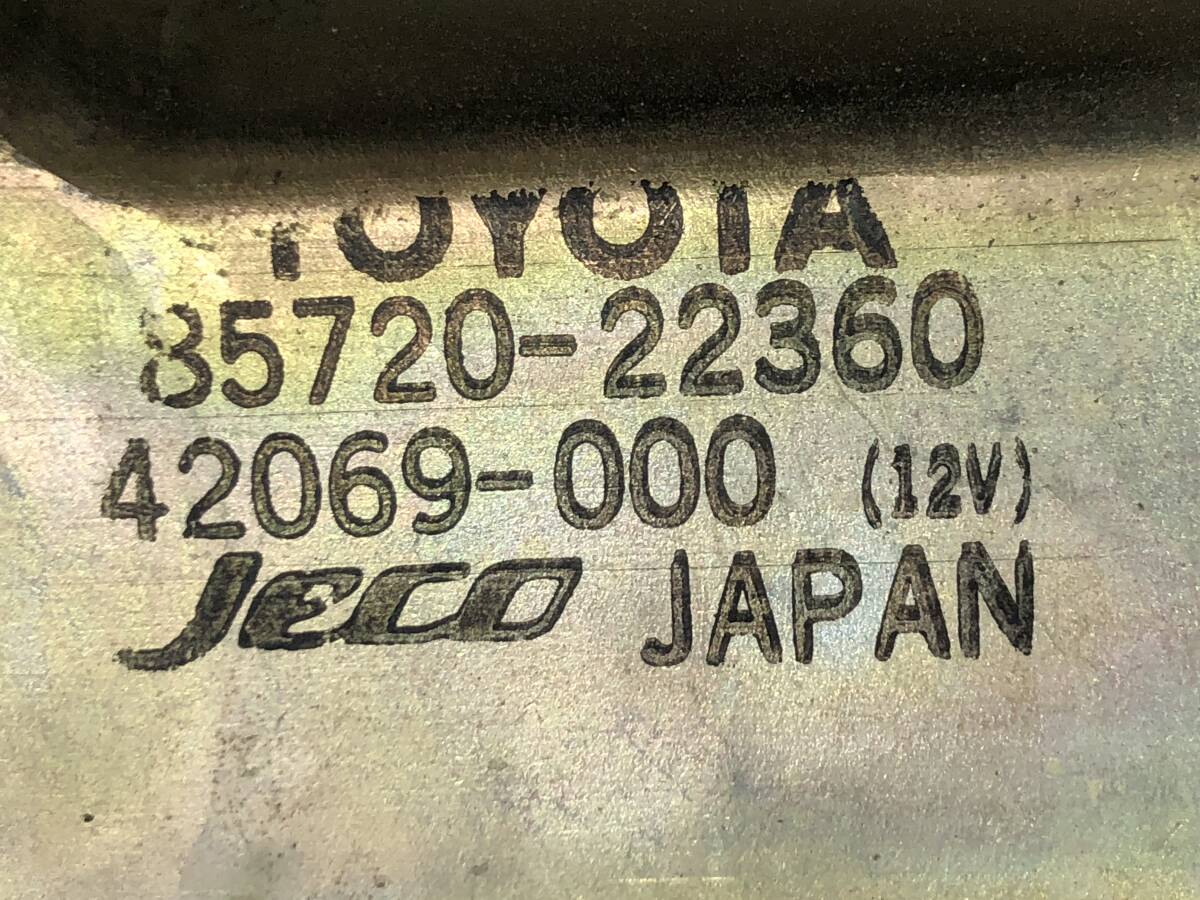 TOYOTA
85720-22360
42069-000 (12V)
JECO JAPAN